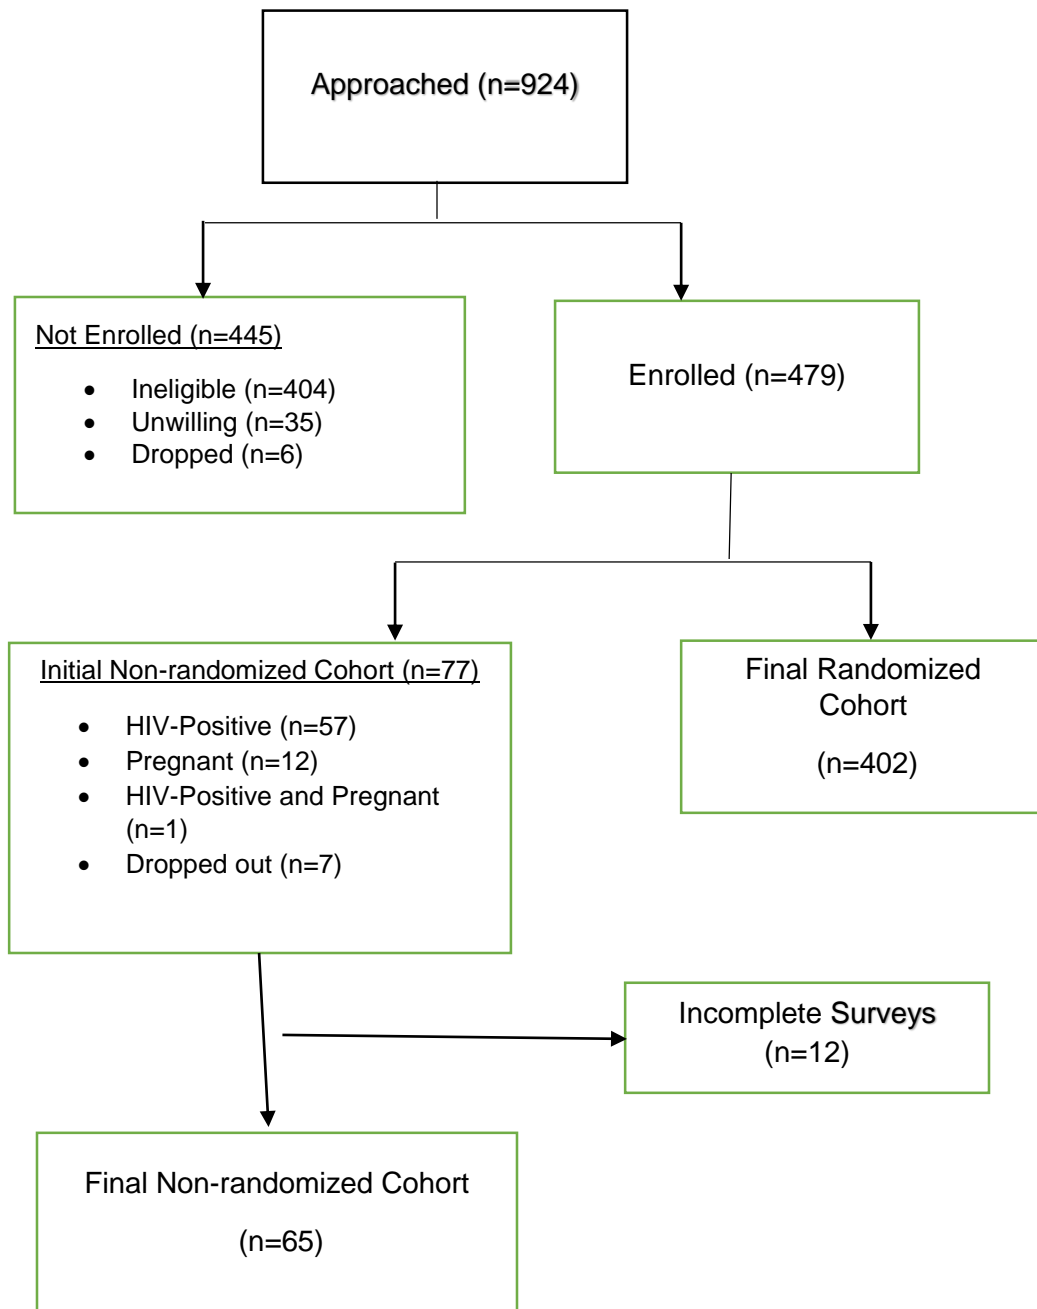 Approached (n=924)
Not Enrolled (n=445)
• Ineligible (n=404)
• Unwilling (n=35)
• Dropped (n=6)
Enrolled (n=479)
Initial Non-randomized Cohort (n=77)
• HIV-Positive (n=57)
• Pregnant (n=12)
• HIV-Positive and Pregnant
(n=1)
• Dropped out (n=7)
Final Randomized
Cohort
(n=402)
Incomplete Surveys
(n=12)
Final Non-randomized Cohort
(n=65)